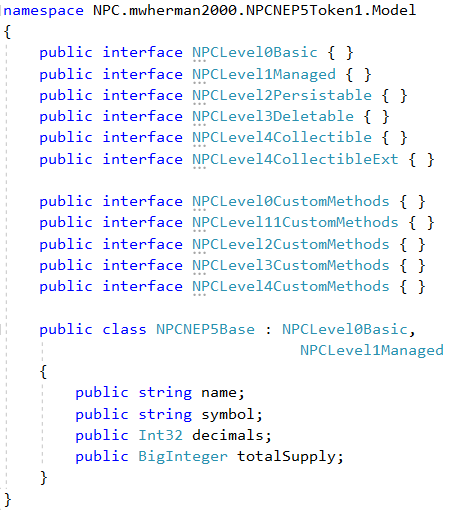 namespace NPC.mwherman2000.NPCNEP5Token1.Model
{
    public interface NPCLevel0Basic { }
    public interface NPCLevel1Managed { }
    public interface NPCLevel2Persistable { }
    public interface NPCLevel3Deletable { }
    public interface NPCLevel4Collectible { }
    public interface NPCLevel4CollectibleExt { }
    public interface NPCLevel0CustomMethods { }
    public interface NPCLevel11CustomMethods { }
    public interface NPCLevel2CustomMethods { }
    public interface NPCLevel3CustomMethods { }
    public interface NPCLevel4CustomMethods { }
    public class NPCNEP5Base : NPCLevel0Basic,
                               NPCLevel1Managed
    {
        public string name;
        public string symbol;
        public Int32 decimals;
        public BigInteger totalSupply;
    }
}